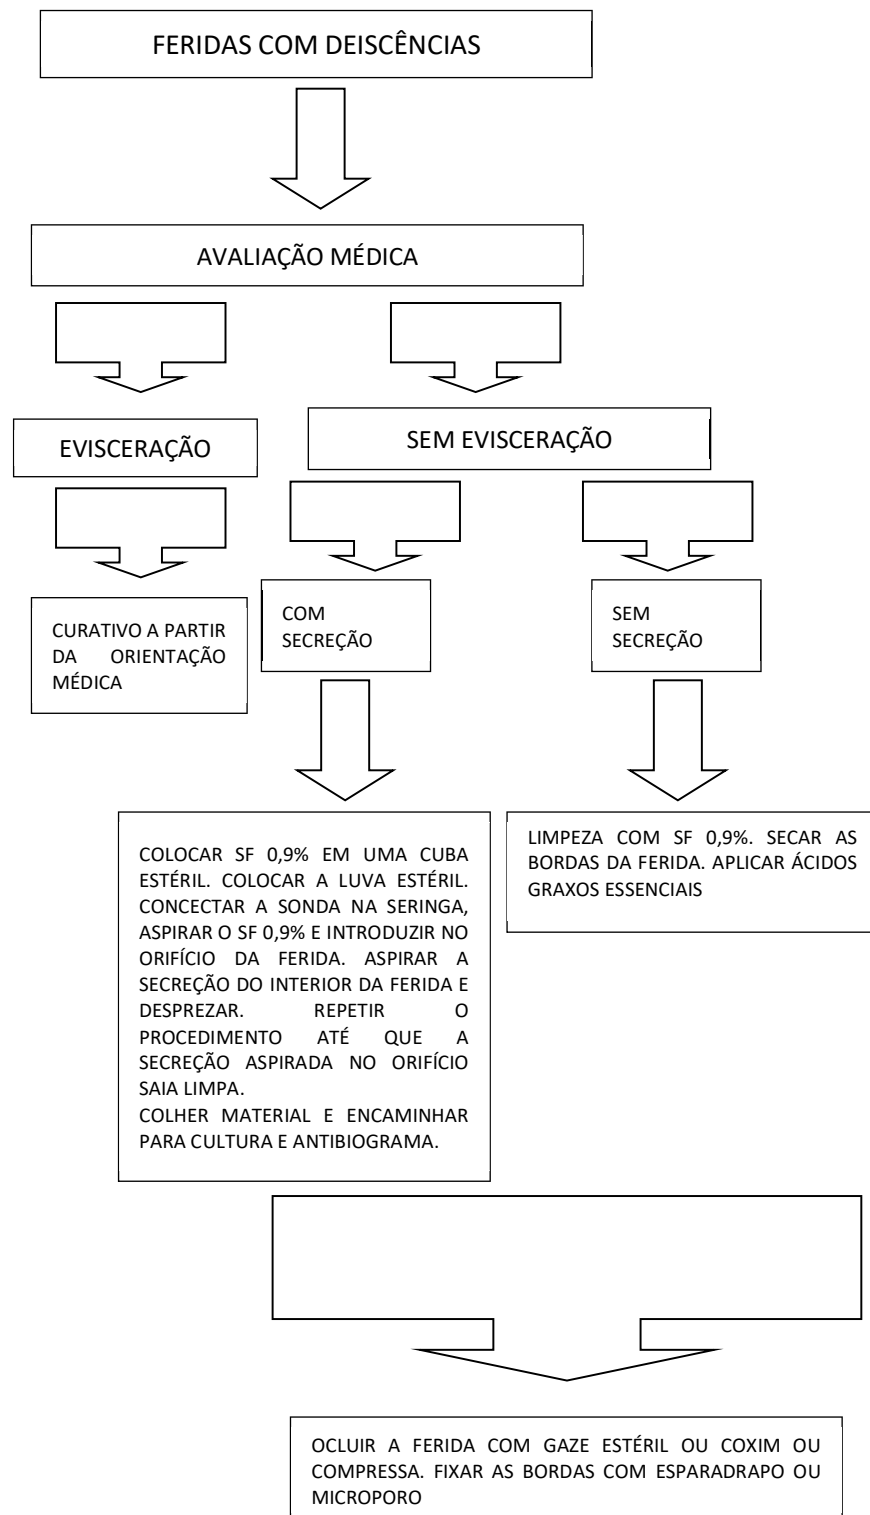 FERIDAS COM DEISCÊNCIAS
AVALIAÇÃO MÉDICA
EVISCERAÇÃO
SEM EVISCERAÇÃO
CURATIVO A PARTIR
DA ORIENTAÇÃO
MÉDICA
COM
SECREÇÃO
SEM
SECREÇÃO
COLOCAR SF 0,9% EM UMA CUBA
ESTÉRIL. COLOCAR A LUVA ESTÉRIL.
CONCECTAR A SONDA NA SERINGA,
ASPIRAR O SF 0,9% E INTRODUZIR NO
ORIFÍCIO DA FERIDA. ASPIRAR A
SECREÇÃO DO INTERIOR DA FERIDA E
DESPREZAR. REPETIR O
PROCEDIMENTO ATÉ QUE A
SECREÇÃO ASPIRADA NO ORIFÍCIO
SAIA LIMPA.
COLHER MATERIAL E ENCAMINHAR
PARA CULTURA E ANTIBIOGRAMA.
LIMPEZA COM SF 0,9%. SECAR AS
BORDAS DA FERIDA. APLICAR ÁCIDOS
GRAXOS ESSENCIAIS
OCLUIR A FERIDA COM GAZE ESTÉRIL OU COXIM OU
COMPRESSA. FIXAR AS BORDAS COM ESPARADRAPO OU
MICROPORO